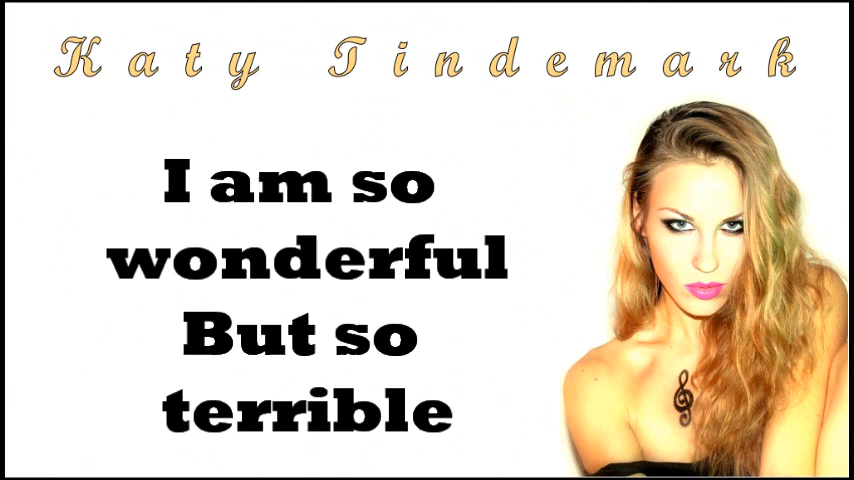 Katy Tindemark
I am so
wonderful
But so
terrible